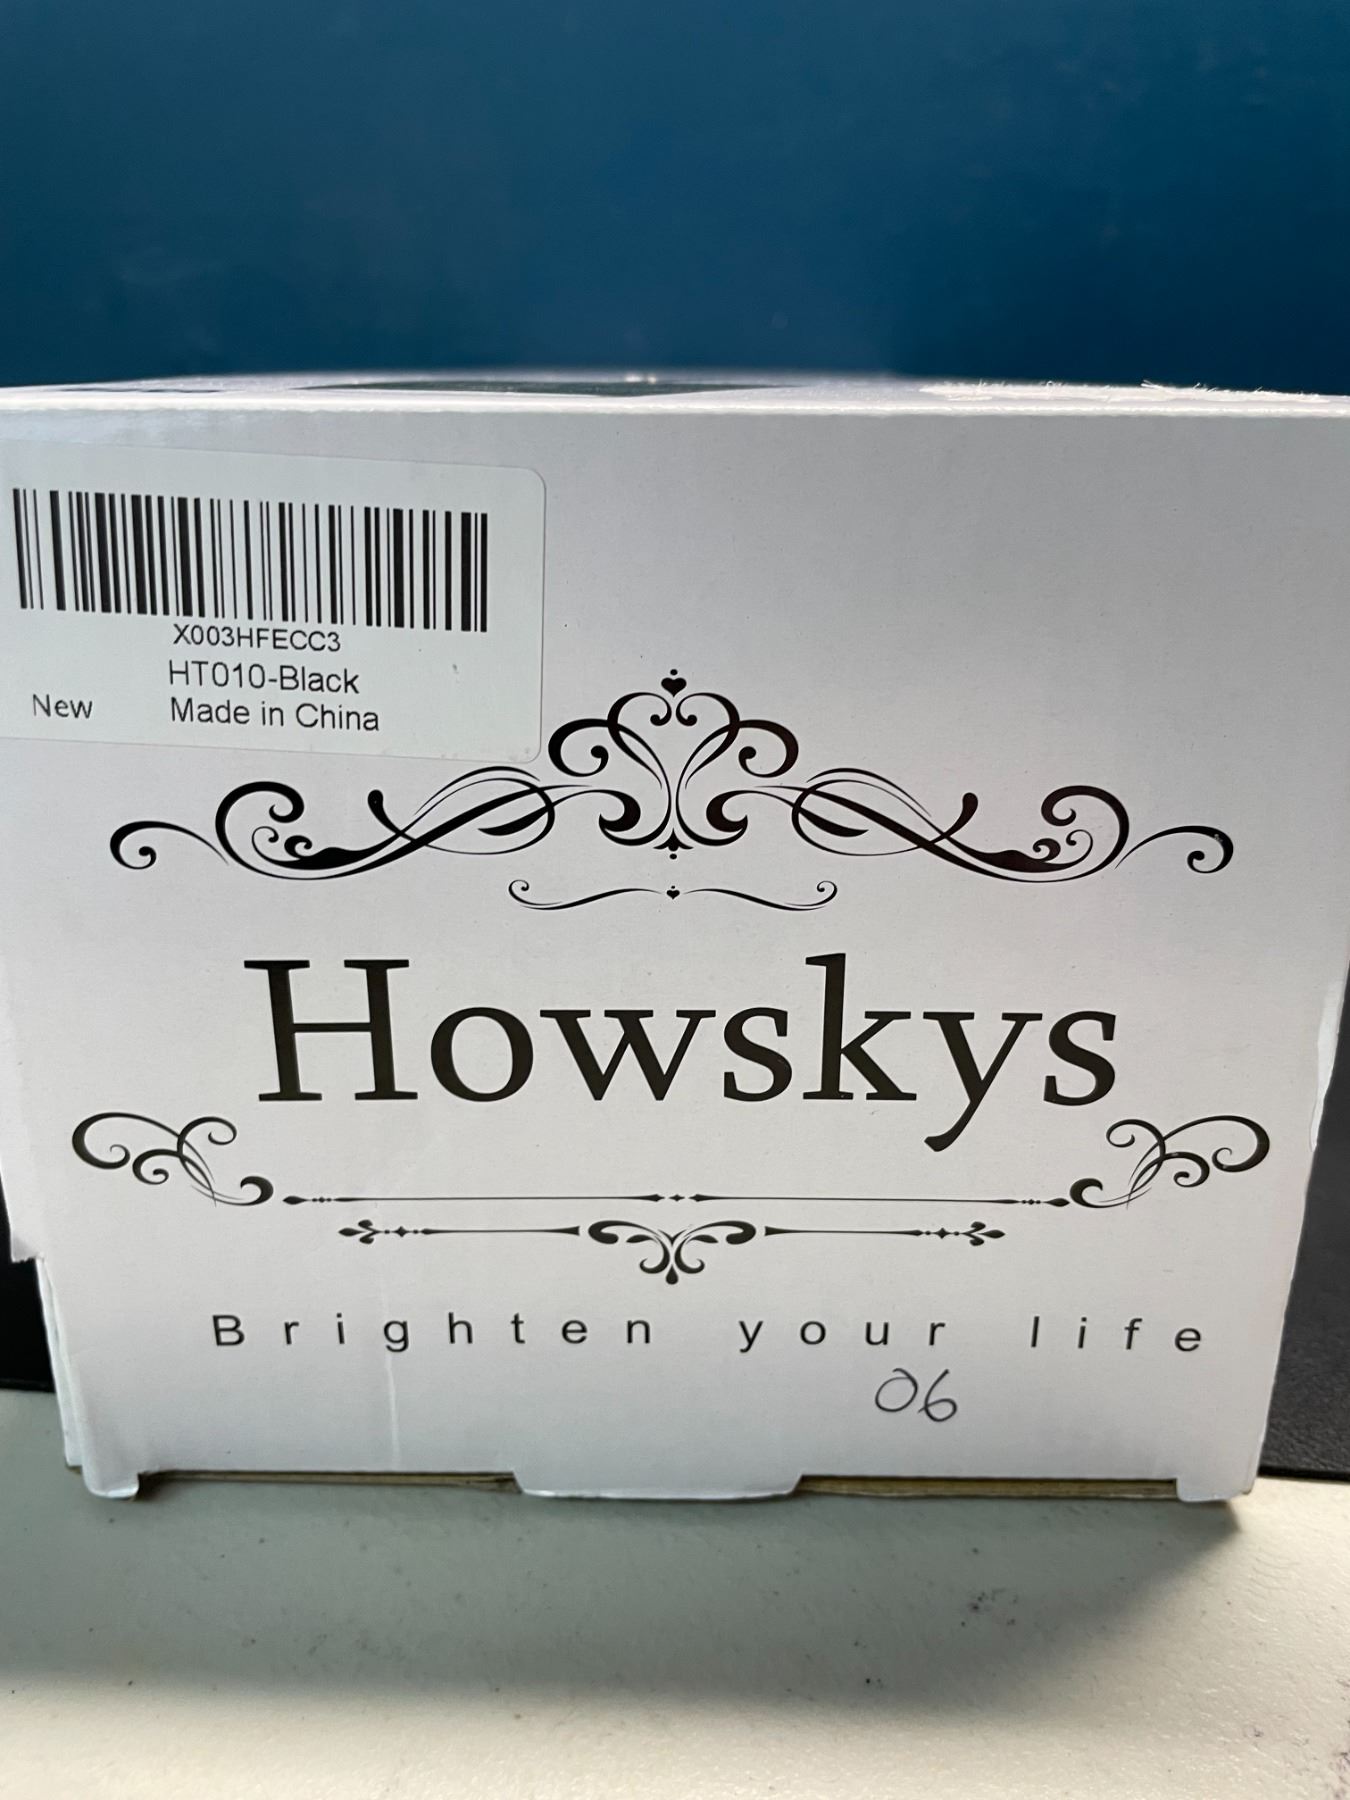 X003HFECC3
HT010-Black
New Made in China
Howskys
Brighten your life
06